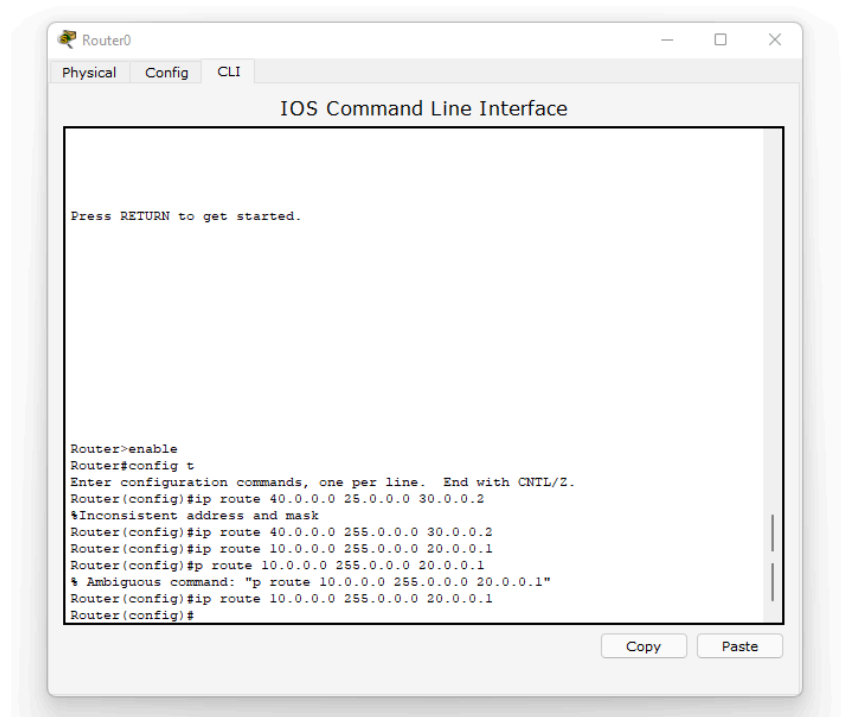 Router0
Physical Config CLI
IOS Command Line Interface
Press RETURN to get started.
Router>enable
Router#config t
Enter configuration commands, one per line.  End with CNTL/Z.
Router(config)#ip route 40.0.0.0 25.0.0.0 30.0.0.2
%Inconsistent address and mask
Router(config)#ip route 40.0.0.0 255.0.0.0 30.0.0.2
Router(config)#ip route 10.0.0.0 255.0.0.0 20.0.0.1
Router(config)#p route 10.0.0.0 255.0.0.0 20.0.0.1
% Ambiguous command: "p route 10.0.0.0 255.0.0.0 20.0.0.1"
Router(config)#ip route 10.0.0.0 255.0.0.0 20.0.0.1
Router(config)#
Copy Paste